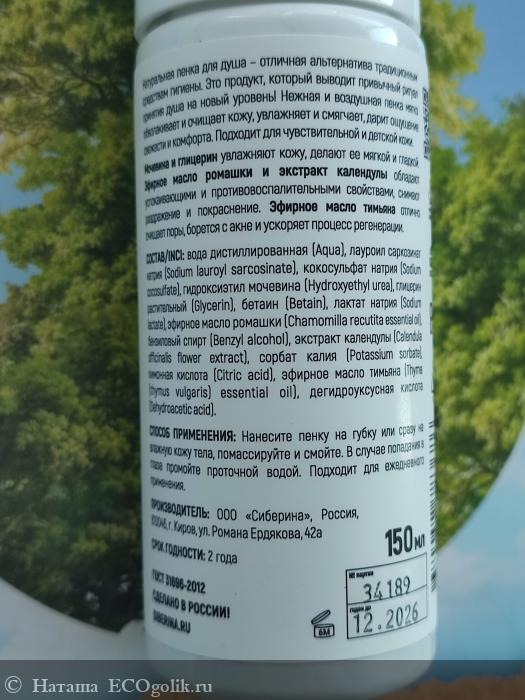 Натуральная пенка для душа – отличная альтернатива традиционным
средствам гигиены. Это продукт, который выводит привычный ритуал
принятия душа на новый уровень! Нежная и воздушная пенка мягко
обволакивает и очищает кожу, увлажняет и смягчает, дарит ощущение
свежести и комфорта. Подходит для чувствительной и детской кожи.
Мочевина и глицерин увлажняют кожу, делают ее мягкой и гладкой.
Эфирное масло ромашки и экстракт календулы обладают
успокаивающими и противовоспалительными свойствами, снимают
раздражение и покраснение. Эфирное масло тимьяна отлично
очищает поры, борется с акне и ускоряет процесс регенерации.
СОСТАВ/INCI: вода дистиллированная (Aqua), лауроил саркозинат
натрия (Sodium lauroyl sarcosinate), кокосульфат натрия (Sodium
cocosulfate), гидроксиэтил мочевина (Hydroxyethyl urea), глицерин
растительный (Glycerin), бетаин (Betain), лактат натрия (Sodium
lactate), эфирное масло ромашки (Chamomilla recutita essential oil),
бензиловый спирт (Benzyl alcohol), экстракт календулы (Calendula
officinalis flower extract), сорбат калия (Potassium sorbate),
лимонная кислота (Citric acid), эфирное масло тимьяна (Thyme
(thymus vulgaris) essential oil), дегидроуксусная кислота
(Dehydroacetic acid).
СПОСОБ ПРИМЕНЕНИЯ: Нанесите пенку на губку или сразу на
влажную кожу тела, помассируйте и смойте. В случае попадания в
глаза промойте проточной водой. Подходит для ежедневного
применения.
ПРОИЗВОДИТЕЛЬ: ООО «Сиберина», Россия,
610046, г. Киров, ул. Романа Ердякова, 42а
СРОК ГОДНОСТИ: 2 года
150 мл
ГОСТ 31696-2012
СДЕЛАНО В РОССИИ!
SIBERINA.RU
6M
№ партии
34189
Годен до
12.2026
Наташа ECOgolik.ru